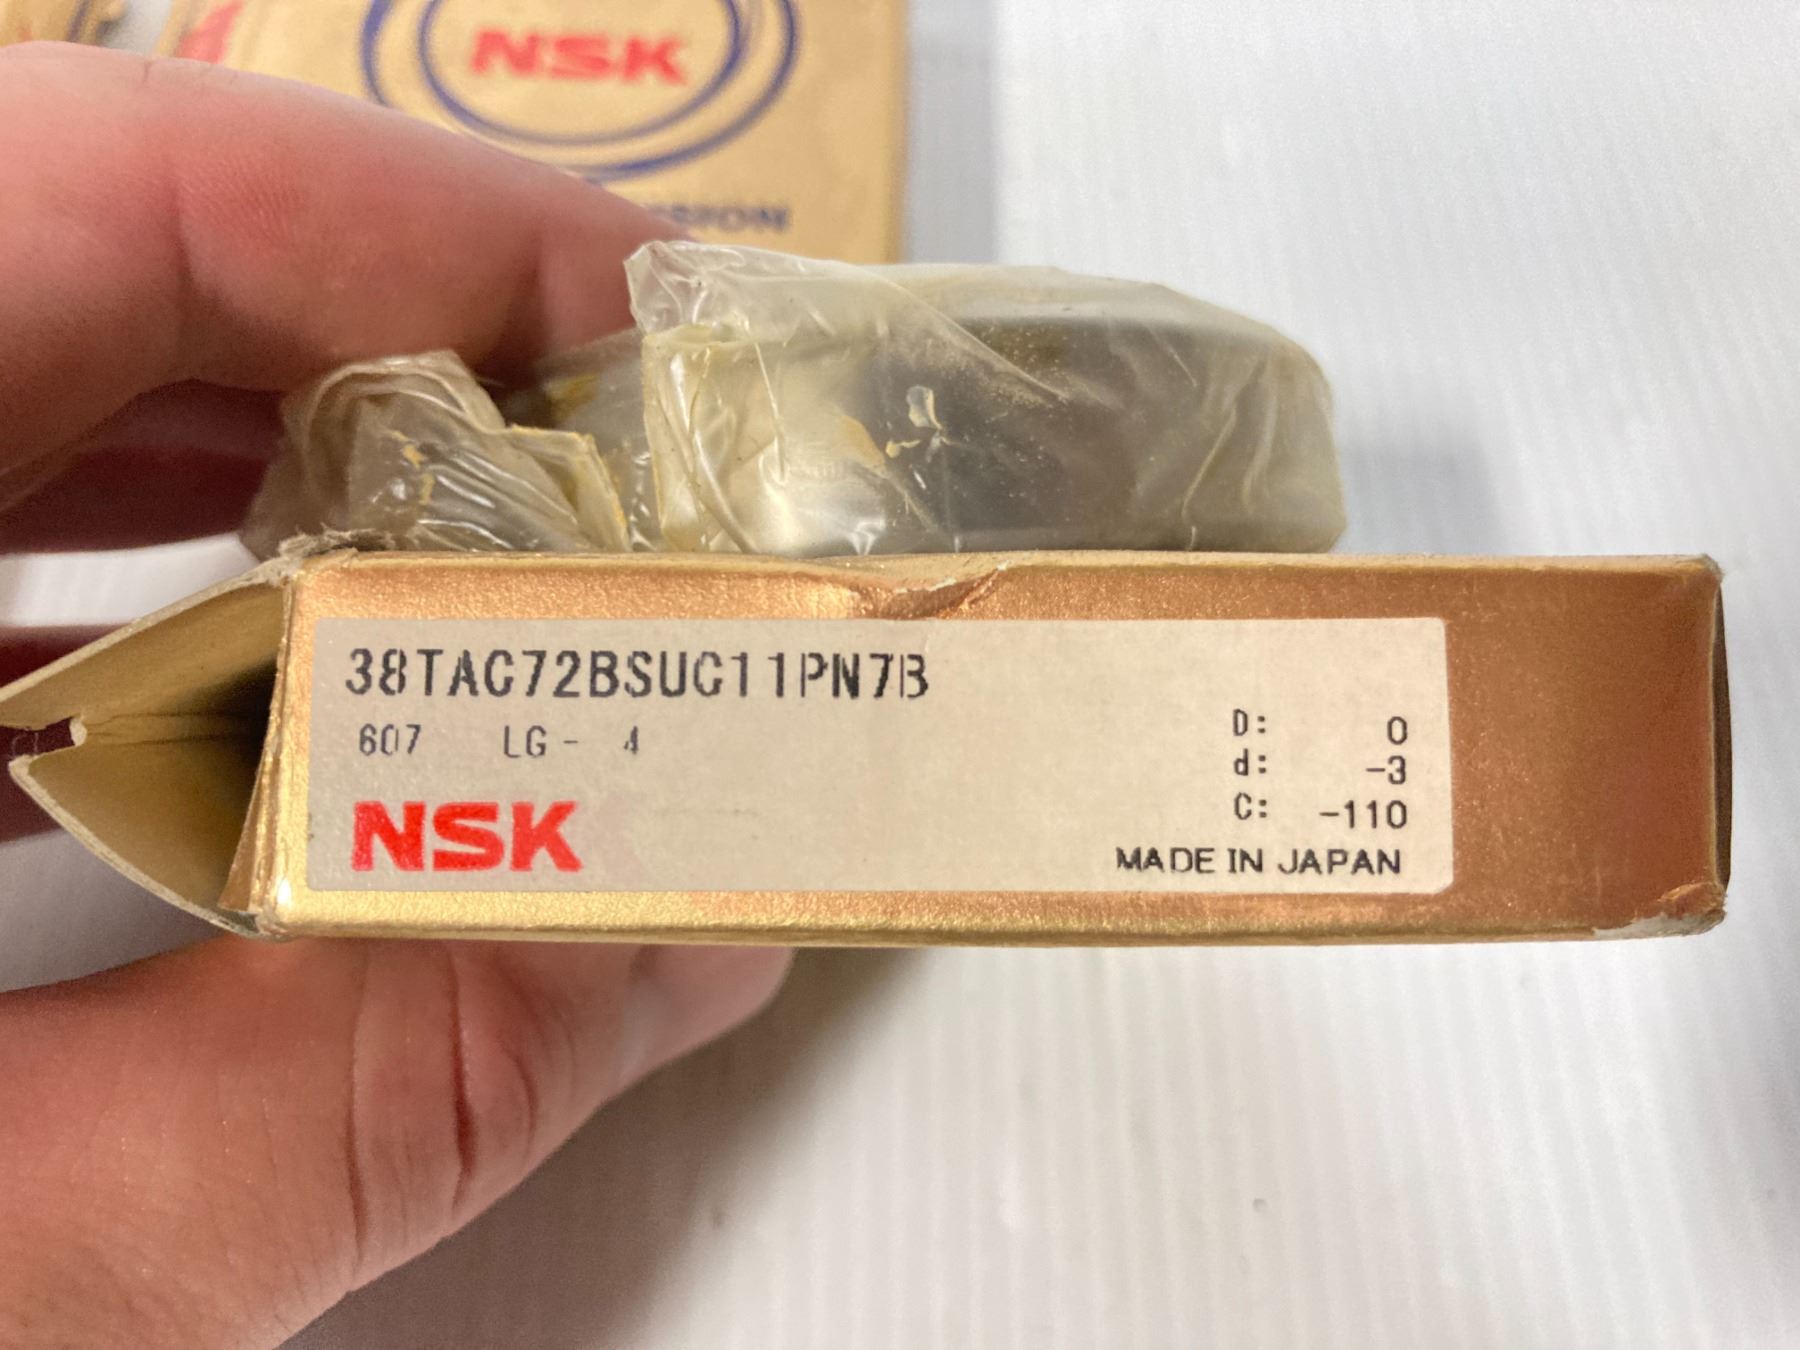 NSK
38TAC72BSUC11PN7B
607 LG- 4
D: 0
d: -3
C: -110
NSK
MADE IN JAPAN